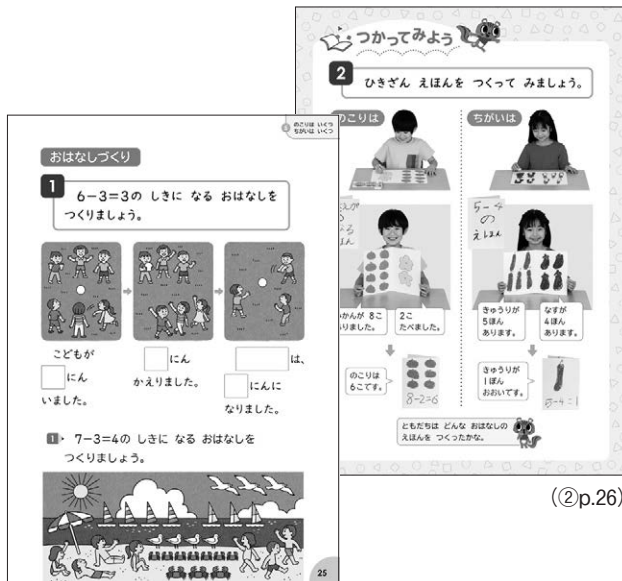 つかってみよう
2
ひきざん えほんを つくって みましょう。
のこりは
ちがいは
5-4
の
えほん
かんが 8こ
りました。
2こ
たべました。
きゅうりが
5ほん
あります。
なすが
4ほん
あります。
のこりは
6こです。
8-2=6
きゅうりが
1ぽん
おおいです。
5-4=1
ともだちは どんな おはなしの
えほんを つくったかな。
(②p.26)
のこりは いくつ
ちがいは いくつ
おはなしづくり
1
6-3=3の しきに なる おはなしを
つくりましょう。
こどもが
にん
いました。
にん
かえりました。
は、
にんに
なりました。
1 7-3=4の しきに なる おはなしを
つくりましょう。
25